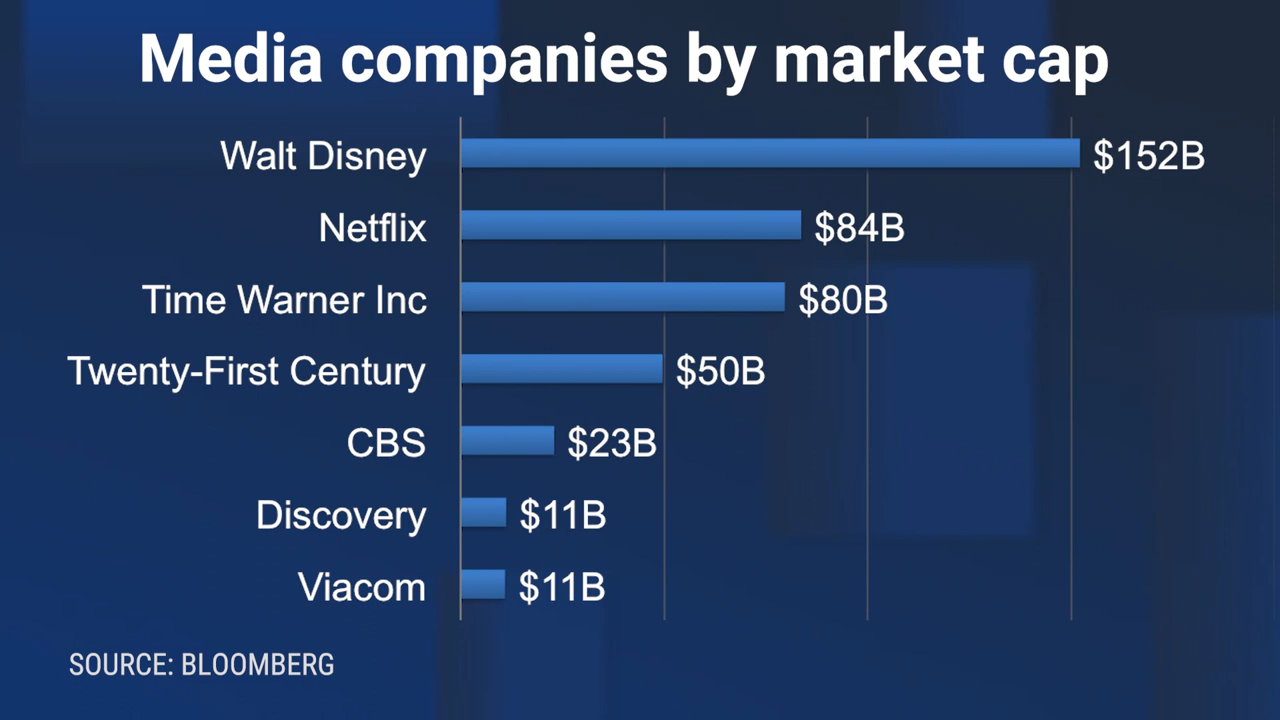 Media companies by market cap
Walt Disney $152B
Netflix $84B
Time Warner Inc $80B
Twenty-First Century $50B
CBS $23B
Discovery $11B
Viacom $11B
SOURCE: BLOOMBERG